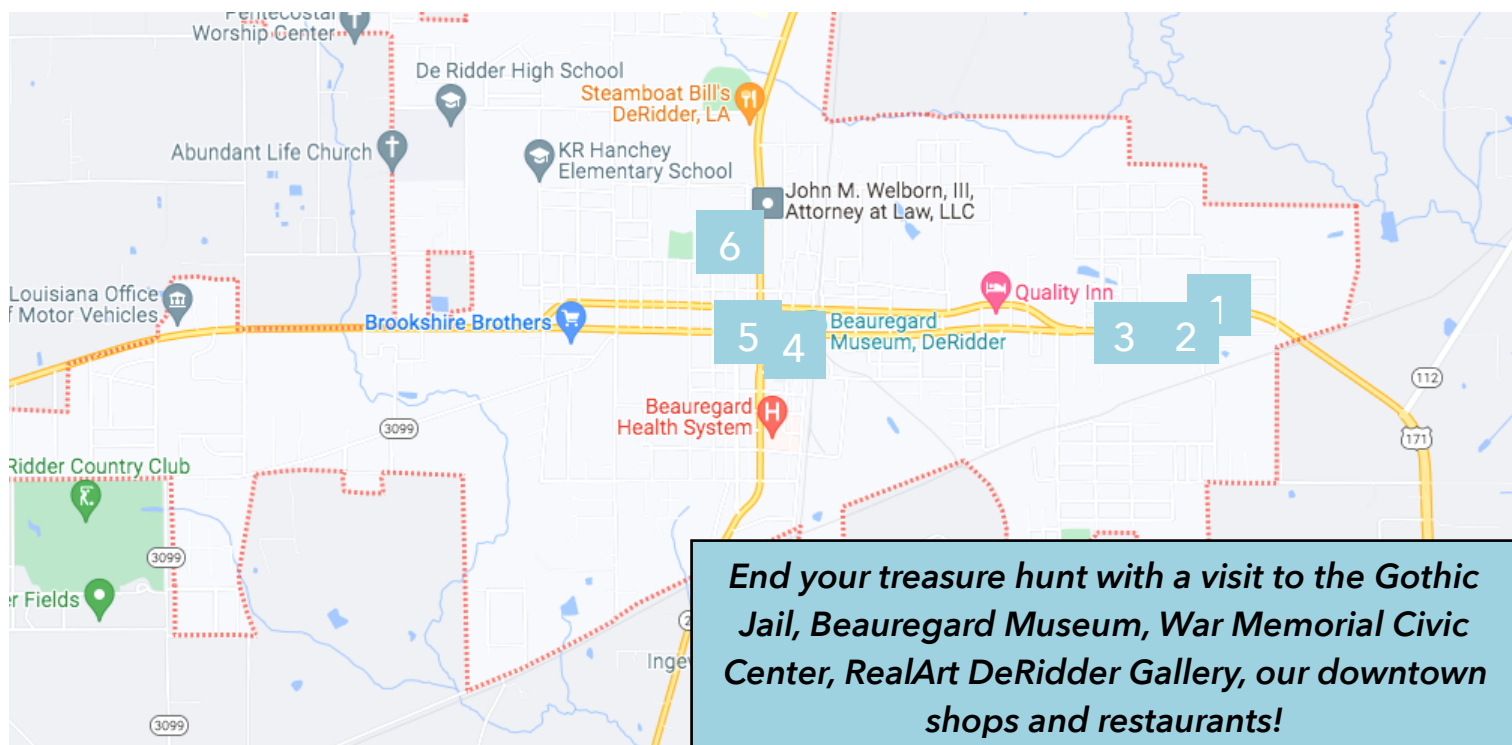 Pentecostal
Worship Center
De Ridder High School
Steamboat Bill's
DeRidder, LA
Abundant Life Church
KR Hanchey
Elementary School
John M. Welborn, III,
Attorney at Law, LLC
6
Louisiana Office
f Motor Vehicles
Quality Inn
1
Brookshire Brothers
5
4
Beauregard
Museum, DeRidder
3
2
112
Beauregard
Health System
H
3099
171
Ridder Country Club
3099
r Fields
2
Ingev
3099
End your treasure hunt with a visit to the Gothic
Jail, Beauregard Museum, War Memorial Civic
Center, RealArt DeRidder Gallery, our downtown
shops and restaurants!